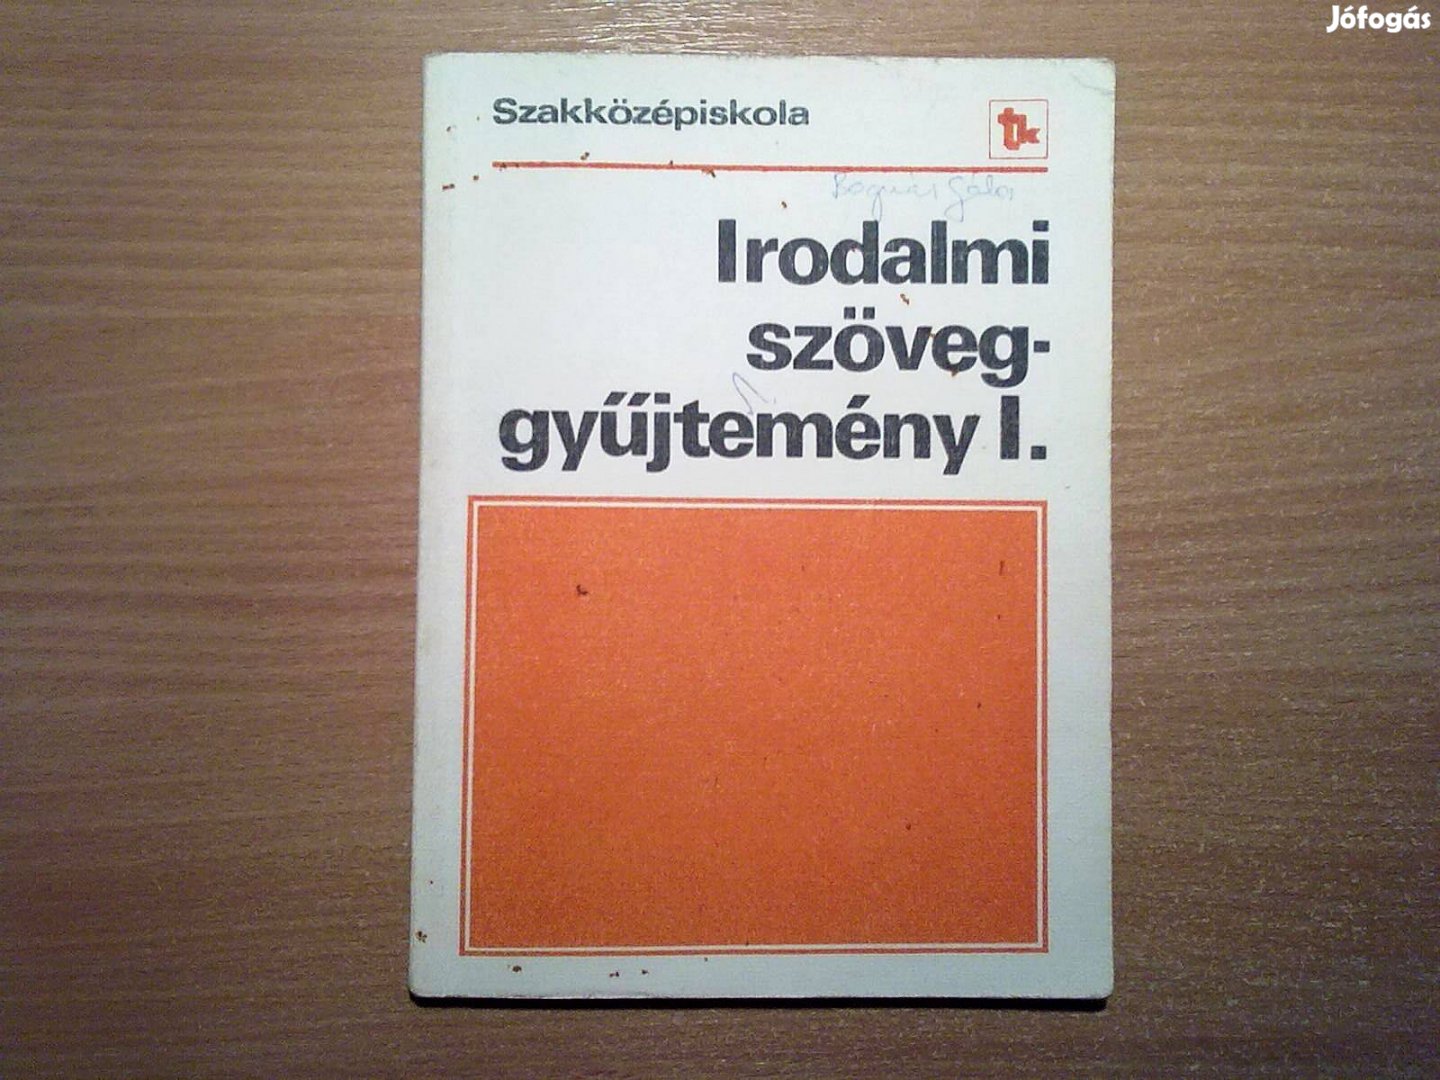 Jófogás
Szakközépiskola
tk
Irodalmi
szöveg-
gyűjtemény I.